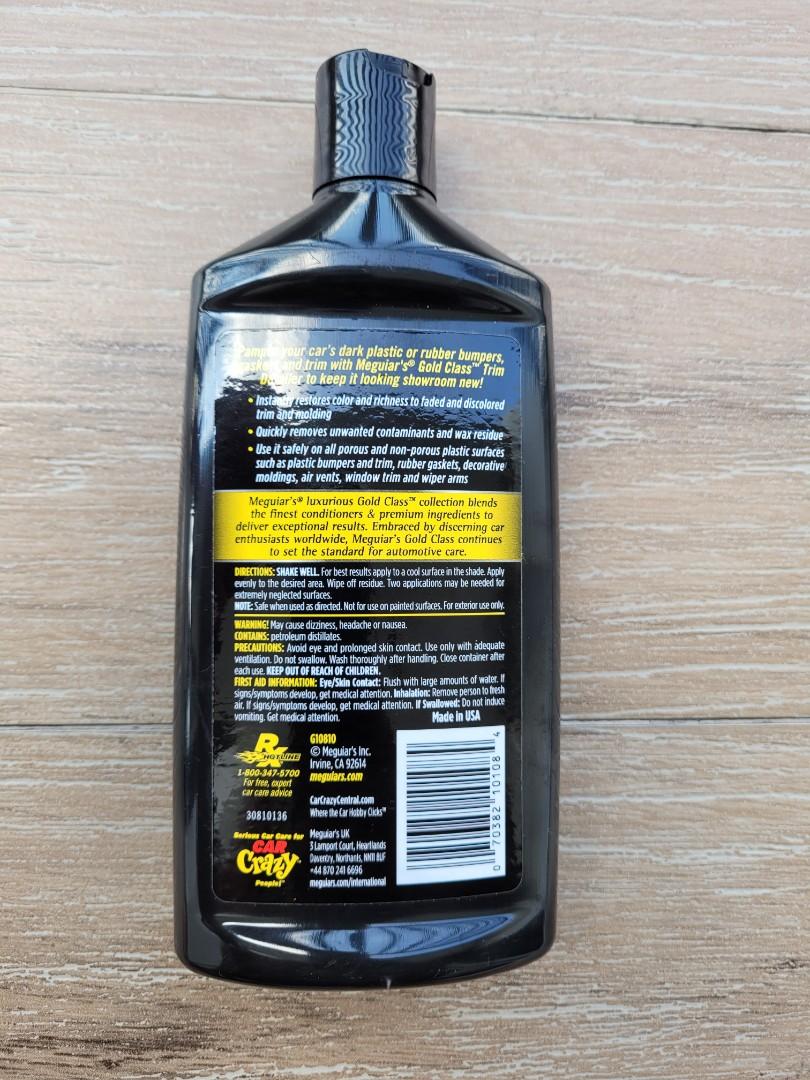 Pamper your car's dark plastic or rubber bumpers,
gaskets and trim with Meguiar's® Gold Class™ Trim
Detailer to keep it looking showroom new!
• Instantly restores color and richness to faded and discolored
trim and molding
• Quickly removes unwanted contaminants and wax residue
• Use it safely on all porous and non-porous plastic surfaces
such as plastic bumpers and trim, rubber gaskets, decorative
moldings, air vents, window trim and wiper arms
Meguiar's® luxurious Gold Class™ collection blends
the finest conditioners & premium ingredients to
deliver exceptional results. Embraced by discerning car
enthusiasts worldwide, Meguiar's Gold Class continues
to set the standard for automotive care.
DIRECTIONS: SHAKE WELL. For best results apply to a cool surface in the shade. Apply
evenly to the desired area. Wipe off residue. Two applications may be needed for
extremely neglected surfaces.
NOTE: Safe when used as directed. Not for use on painted surfaces. For exterior use only.
WARNING! May cause dizziness, headache or nausea.
CONTAINS: petroleum distillates.
PRECAUTIONS: Avoid eye and prolonged skin contact. Use only with adequate
ventilation. Do not swallow. Wash thoroughly after handling. Close container after
each use. KEEP OUT OF REACH OF CHILDREN.
FIRST AID INFORMATION: Eye/Skin Contact: Flush with large amounts of water. If
signs/symptoms develop, get medical attention. Inhalation: Remove person to fresh
air. If signs/symptoms develop, get medical attention. If Swallowed: Do not induce
vomiting. Get medical attention.
Made in USA
RX
HOTLINE
1-800-347-5700
For free, expert
car care advice
30810136
Serious Car Care for
CAR
Crazy
People!™
G10810
© Meguiar's Inc.
Irvine, CA 92614
meguiars.com
CarCrazyCentral.com
Where the Car Hobby Clicks™
Meguiar's UK
3 Lamport Court, Heartlands
Daventry, Northants, NN11 8UF
+44 870 241 6696
meguiars.com/international
0 70382 10108 4